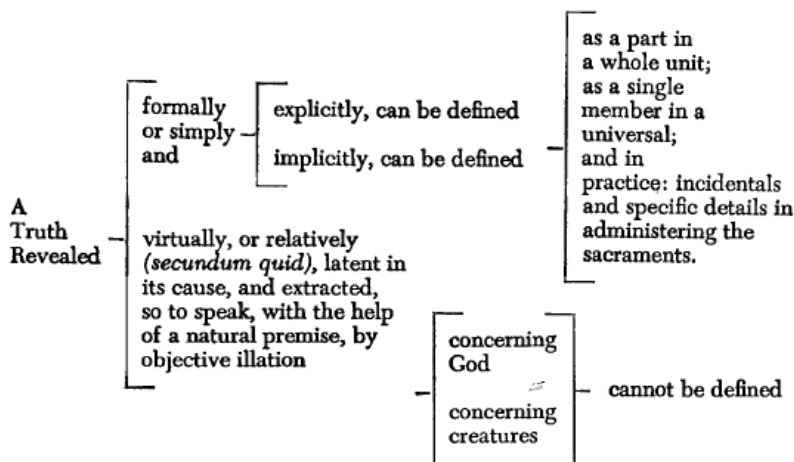 A
Truth
Revealed
formally
or simply
and
explicitly, can be defined
implicitly, can be defined
as a part in
a whole unit;
as a single
member in a
universal;
and in
practice: incidentals
and specific details in
administering the
sacraments.
virtually, or relatively
(secundum quid), latent in
its cause, and extracted,
so to speak, with the help
of a natural premise, by
objective illation
concerning
God
concerning
creatures
cannot be defined